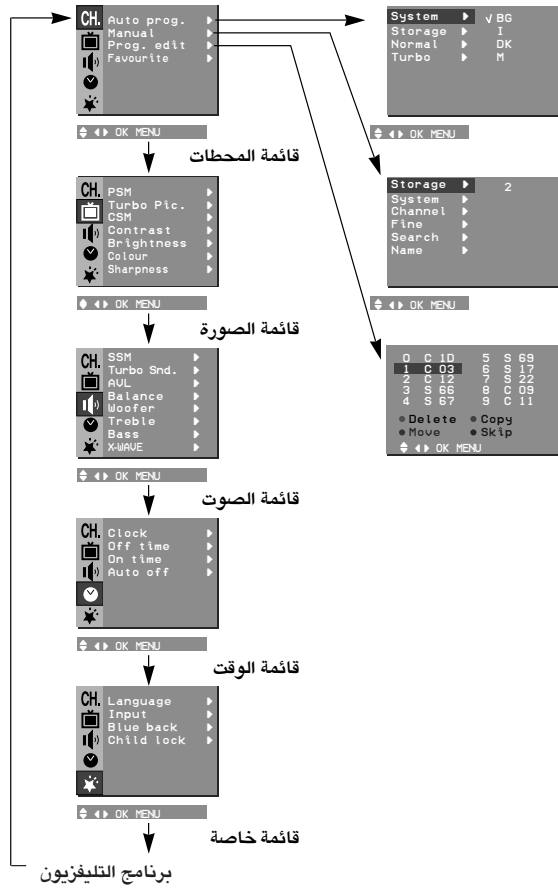 CH.
Auto prog.
Manual
Prog. edit
Favourite
OK MENU
قائمة المحطات
System
√ BG
Storage
I
Normal
DK
Turbo
M
OK MENU
CH.
PSM
Turbo Pic.
CSM
Contrast
Brightness
Colour
Sharpness
OK MENU
قائمة الصورة
Storage
2
System
Channel
Fine
Search
Name
OK MENU
CH.
SSM
Turbo Snd.
AVL
Balance
Woofer
Treble
Bass
X-WAVE
OK MENU
قائمة الصوت
0 C 10 5 S 69
1 C 03 6 S 17
2 C 12 7 S 22
3 S 66 8 C 09
4 S 67 9 C 11
Delete Copy
Move Skip
OK MENU
CH.
Clock
Off time
On time
Auto off
OK MENU
قائمة الوقت
CH.
Language
Input
Blue back
Child lock
OK MENU
قائمة خاصة
برنامج التليفزيون